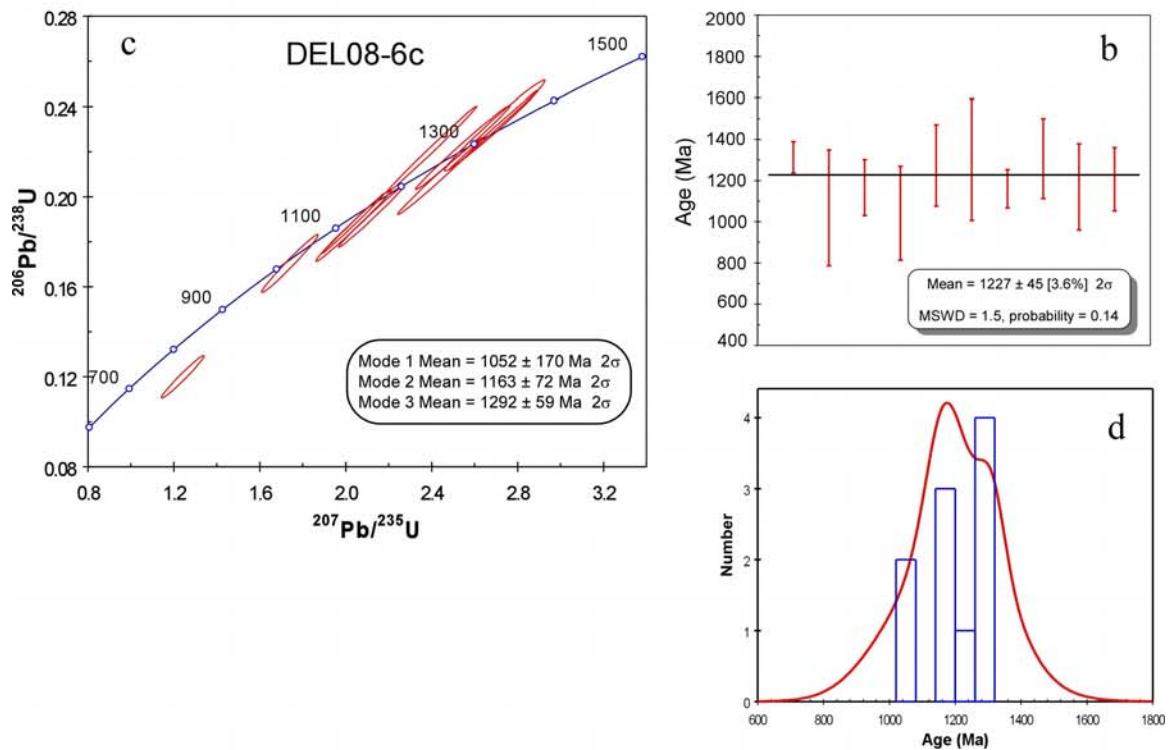 c
DEL08-6c
0.28
0.24
0.20
0.16
0.12
0.08
²⁰⁶Pb/²³⁸U
1500
1300
1100
900
700
Mode 1 Mean = 1052 ± 170 Ma 2σ
Mode 2 Mean = 1163 ± 72 Ma 2σ
Mode 3 Mean = 1292 ± 59 Ma 2σ
0.8 1.2 1.6 2.0 2.4 2.8 3.2
²⁰⁷Pb/²³⁵U
b
2000
1800
1600
1400
1200
1000
800
600
400
Age (Ma)
Mean = 1227 ± 45 [3.6%] 2σ
MSWD = 1.5, probability = 0.14
d
4
3
2
1
0
Number
600 800 1000 1200 1400 1600 1800
Age (Ma)